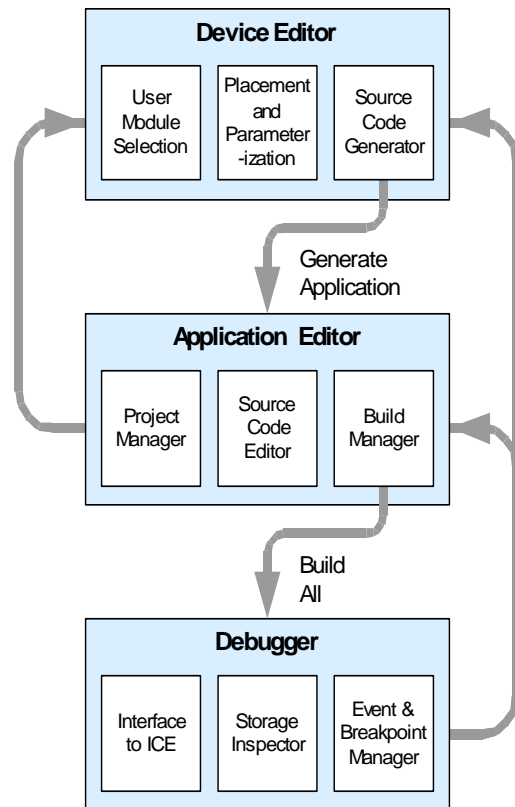 Device Editor
User
Module
Selection
Placement
and
Parameter
-ization
Source
Code
Generator
Generate
Application
Application Editor
Project
Manager
Source
Code
Editor
Build
Manager
Build
All
Debugger
Interface
to ICE
Storage
Inspector
Event &
Breakpoint
Manager